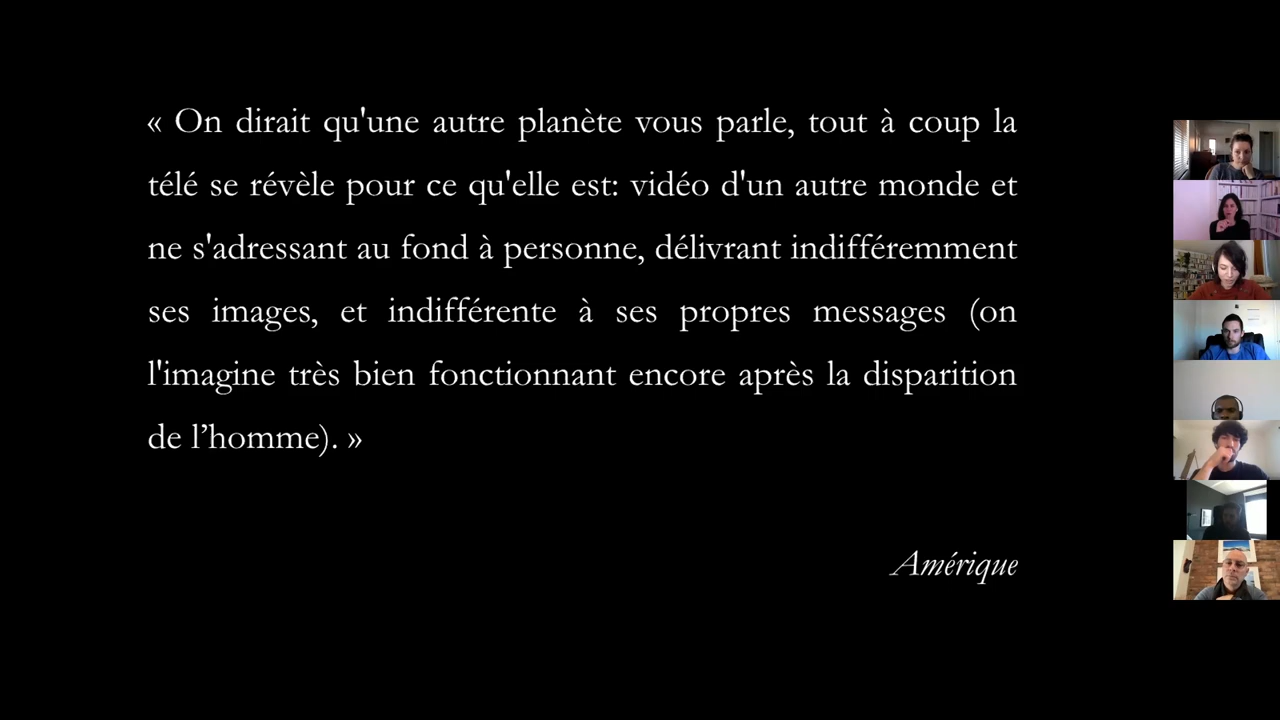 « On dirait qu'une autre planète vous parle, tout à coup la
télé se révèle pour ce qu'elle est: vidéo d'un autre monde et
ne s'adressant au fond à personne, délivrant indifféremment
ses images, et indifférente à ses propres messages (on
l'imagine très bien fonctionnant encore après la disparition
de l’homme). »
Amérique